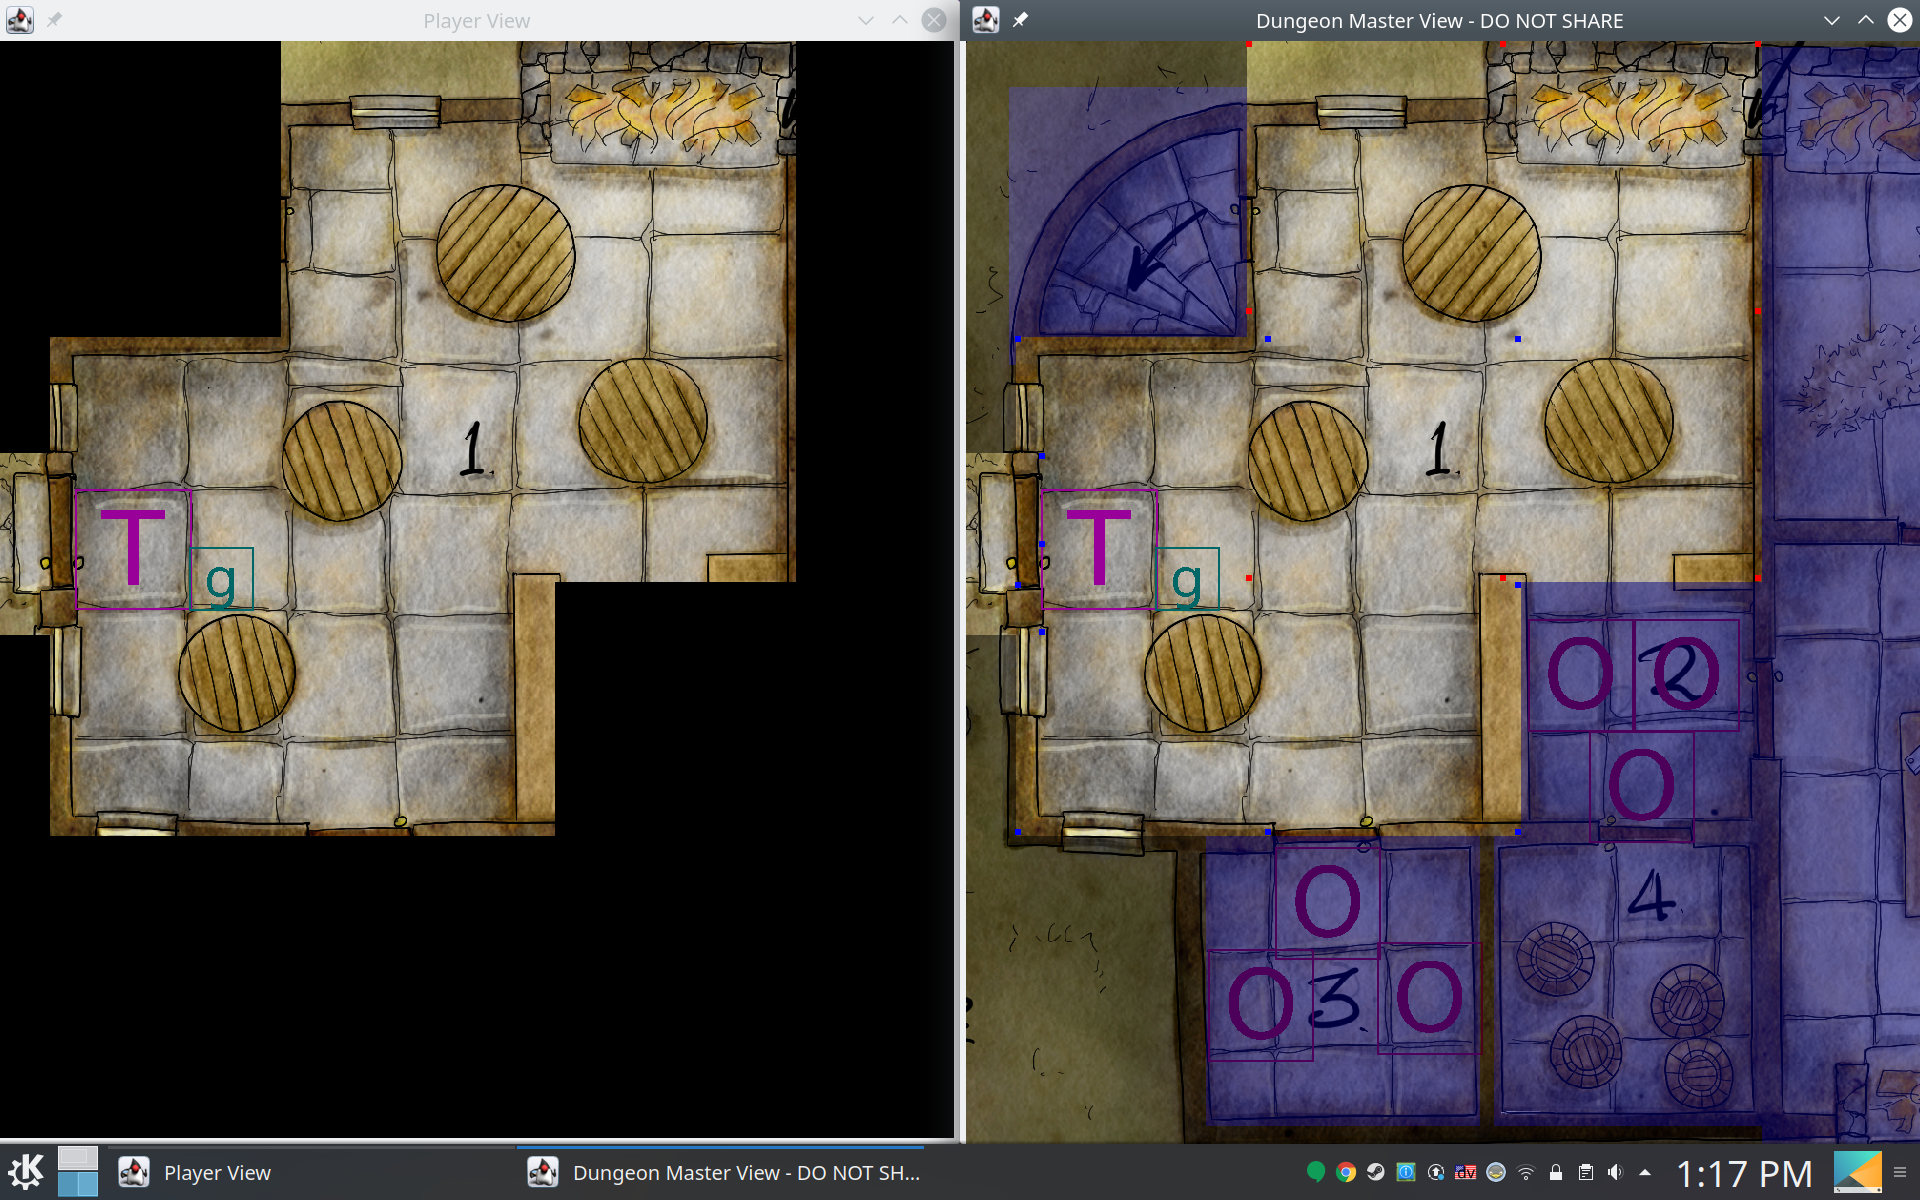 Player View
1.
T
g
Dungeon Master View - DO NOT SHARE
1.
T
g
O
2
O
O
O
4
O
3.
O
Player View
Dungeon Master View - DO NOT SH...
dv
1:17 PM